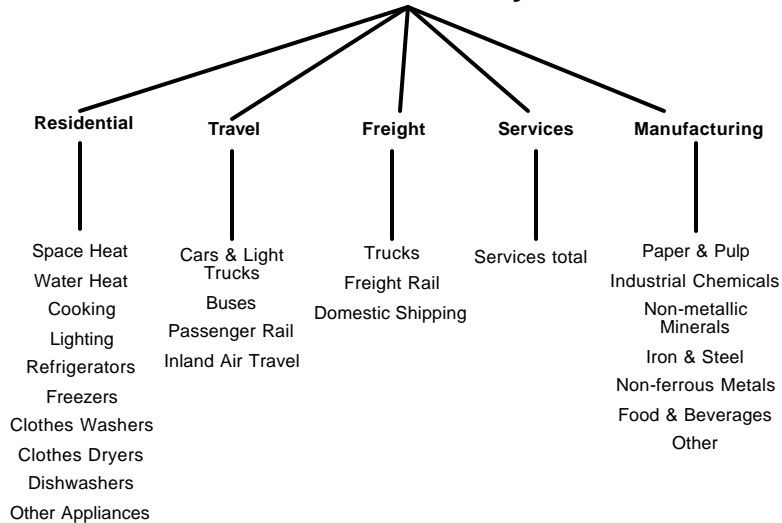 Residential
Travel
Freight
Services
Manufacturing
Space Heat
Water Heat
Cooking
Lighting
Refrigerators
Freezers
Clothes Washers
Clothes Dryers
Dishwashers
Other Appliances
Cars & Light
Trucks
Buses
Passenger Rail
Inland Air Travel
Trucks
Freight Rail
Domestic Shipping
Services total
Paper & Pulp
Industrial Chemicals
Non-metallic
Minerals
Iron & Steel
Non-ferrous Metals
Food & Beverages
Other